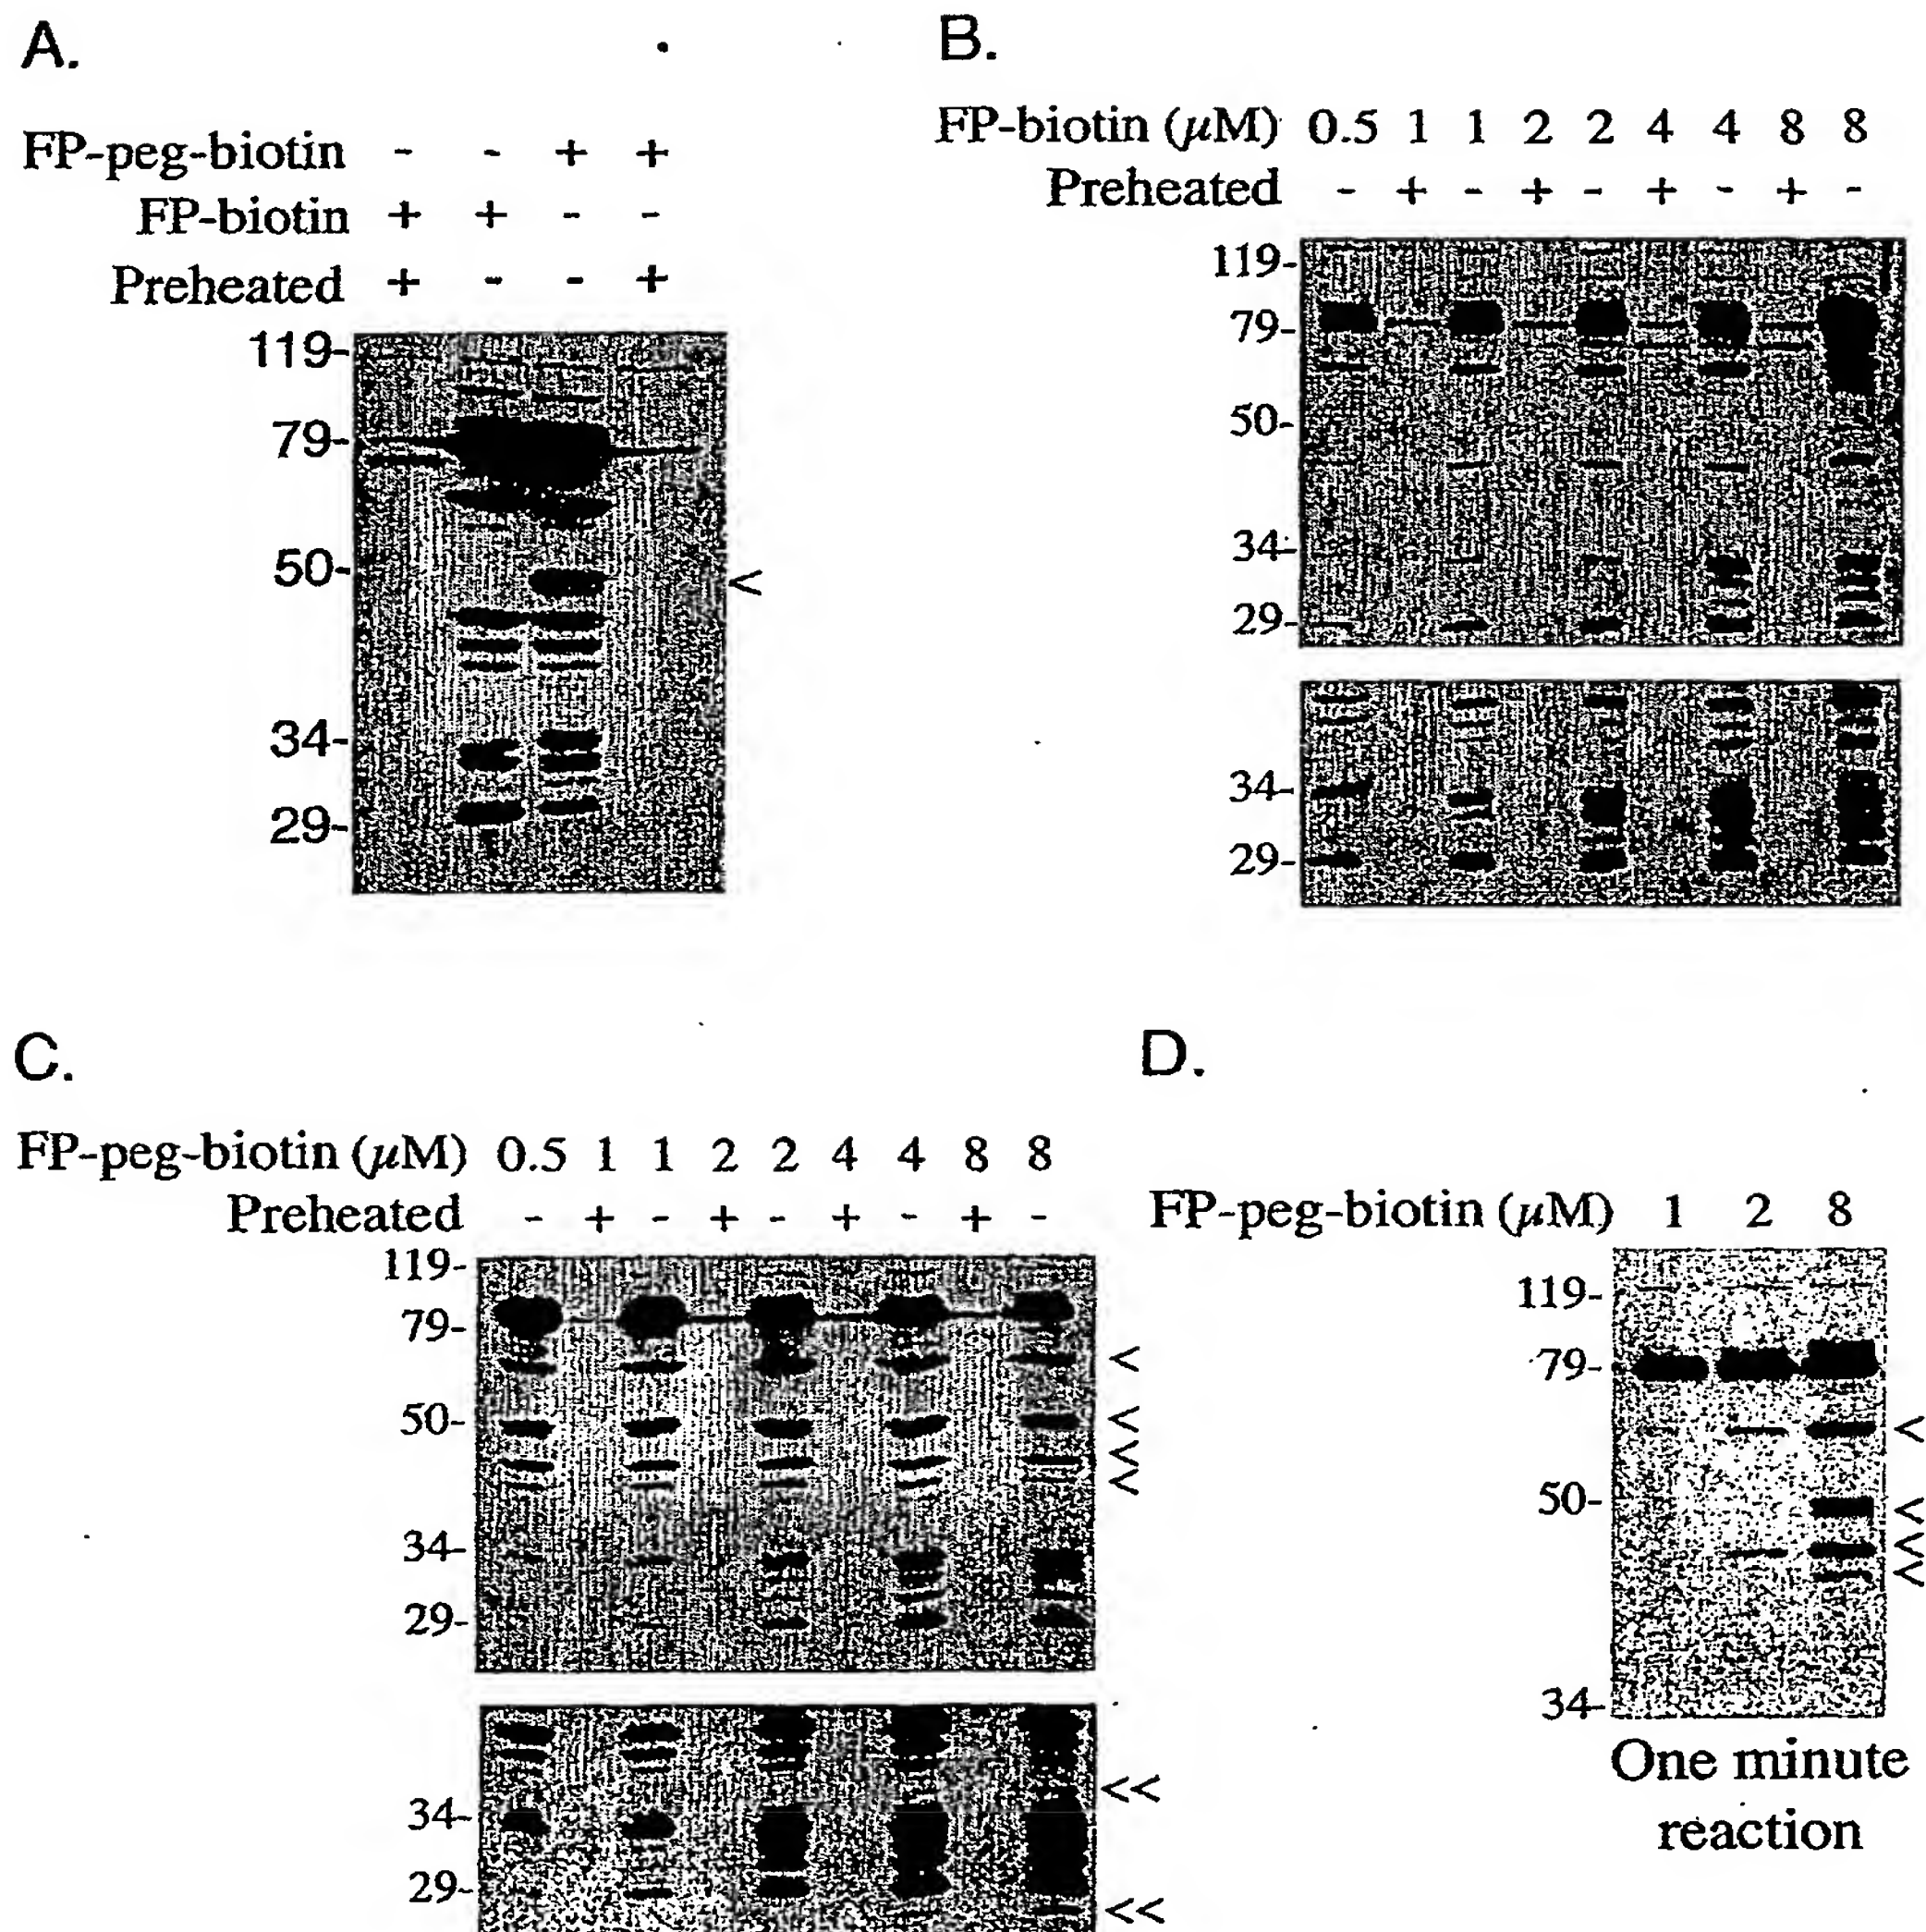 A.
FP-peg-biotin - - + +
FP-biotin + + - -
Preheated + - - +
119-
79-
50-
<
34-
29-
B.
FP-biotin (μM) 0.5 1 1 2 2 4 4 8 8
Preheated - + - + - + - + -
119-
79-
50-
34-
29-
34-
29-
C.
FP-peg-biotin (μM) 0.5 1 1 2 2 4 4 8 8
Preheated - + - + - + - + -
119-
79-
<
50- <
<
<
34-
29-
<<
34-
29-
<<
D.
FP-peg-biotin (μM) 1 2 8
119-
79-
<
50- <
<
<
34-
One minute
reaction